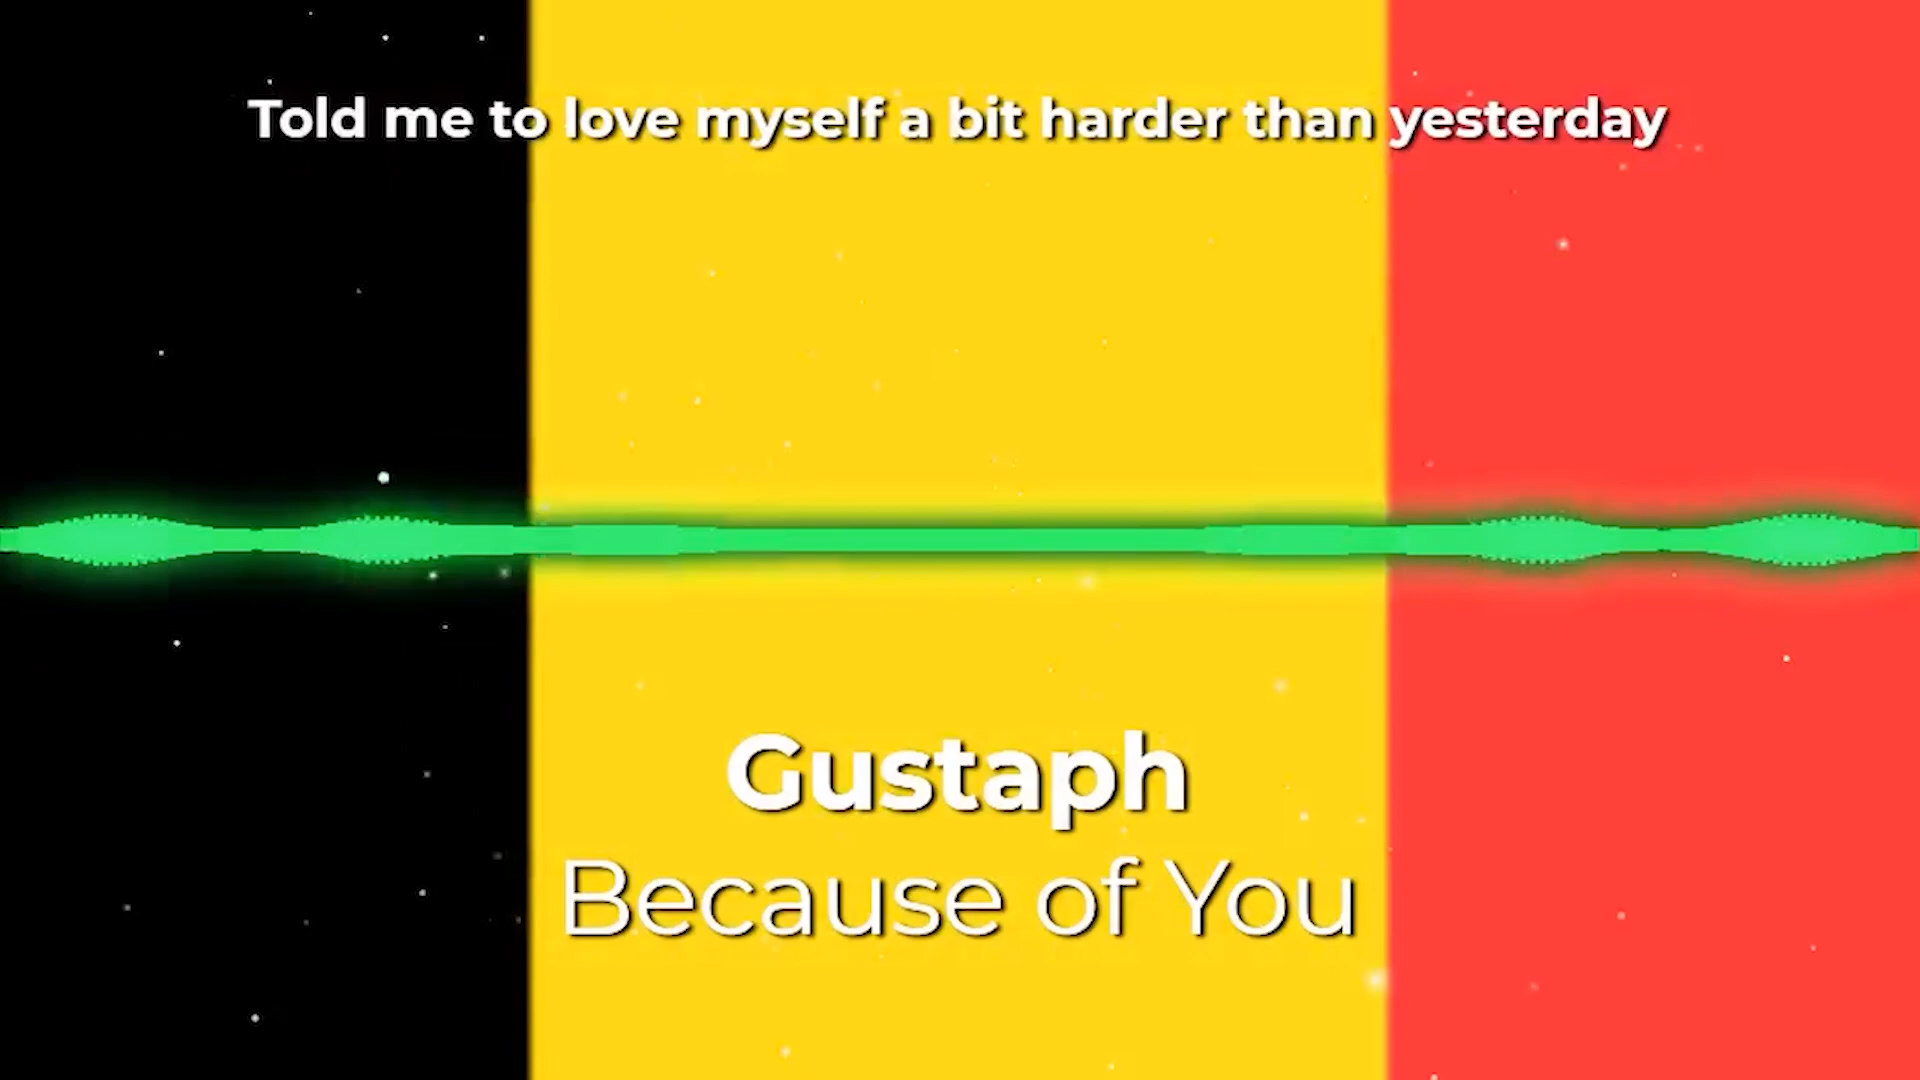 Told me to love myself a bit harder than yesterday
Gustaph
Because of You